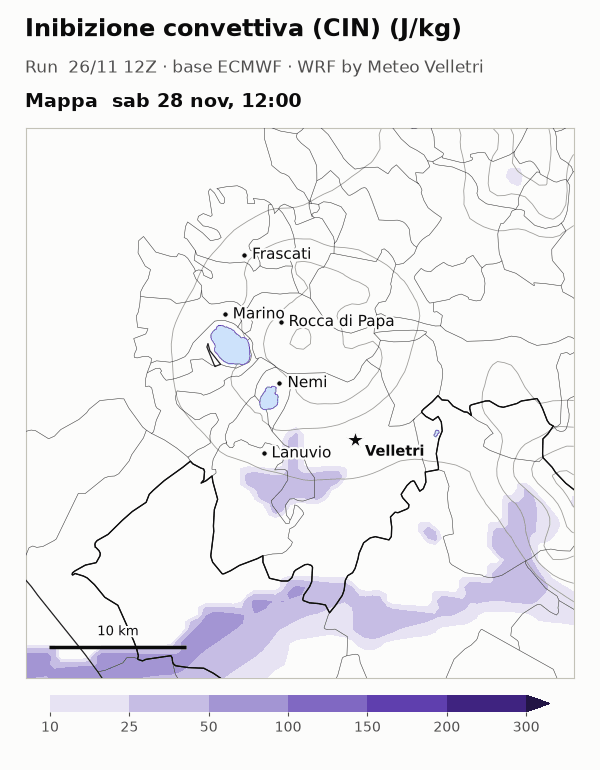 Inibizione convettiva (CIN) (J/kg)
Run  26/11 12Z · base ECMWF · WRF by Meteo Velletri
Mappa  sab 28 nov, 12:00
Frascati
Marino
Rocca di Papa
Nemi
Velletri
Lanuvio
10 km
10 25 50 100 150 200 300